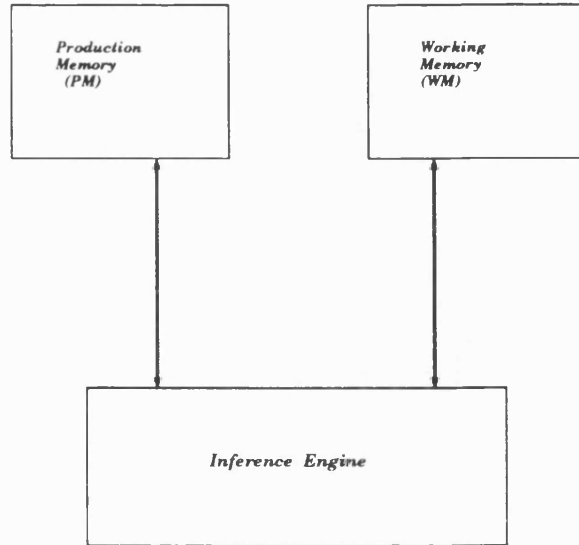 Production
Memory
(PM)
Working
Memory
(WM)
Inference Engine